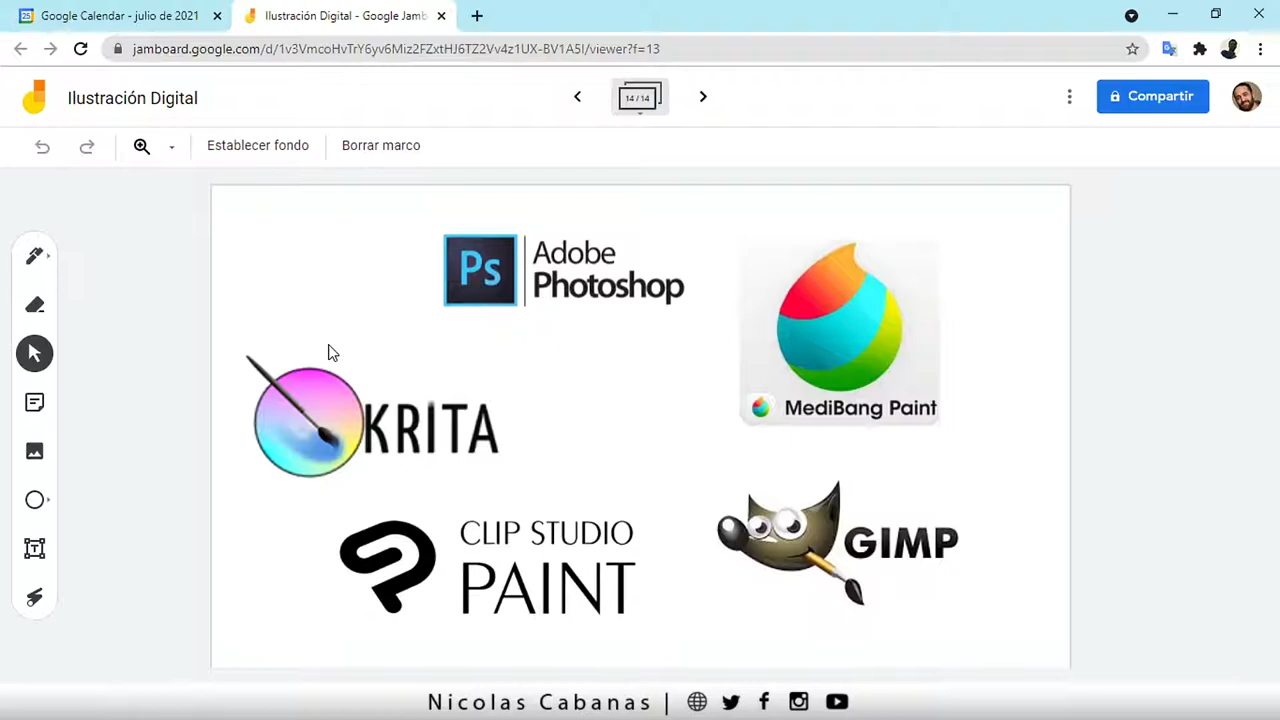 Google Calendar - julio de 2021
Ilustración Digital - Google Jamb
jamboard.google.com/d/1v3VmcoHvTrY6yv6Miz2FZxtHJ6TZ2Vv4z1UX-BV1A5I/viewer?f=13
Ilustración Digital
14 / 14
Compartir
Establecer fondo
Borrar marco
Ps
Adobe
Photoshop
MediBang Paint
KRITA
CLIP STUDIO
PAINT
GIMP
Nicolas Cabanas |